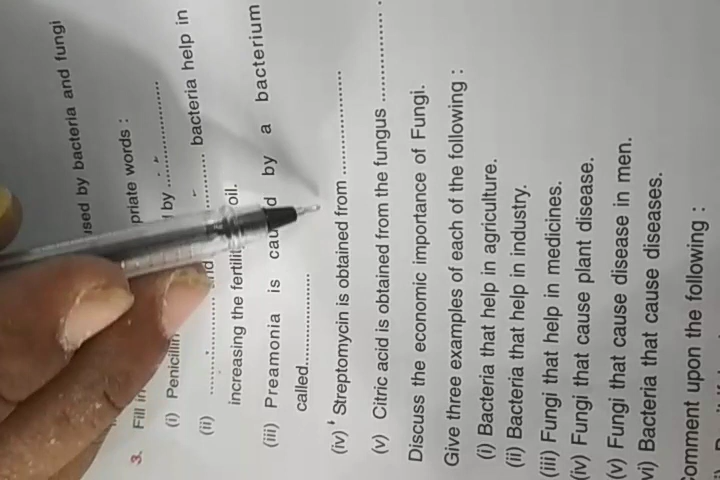 used by bacteria and fungi
3. Fill in priate words :
(i) Penicillin by ...............
(ii) ............... and ............... bacteria help in
increasing the fertilit oil.
(iii) Preamonia is cau d by a bacterium
called...............
(iv) Streptomycin is obtained from ...............
(v) Citric acid is obtained from the fungus ...............
Discuss the economic importance of Fungi.
Give three examples of each of the following :
(i) Bacteria that help in agriculture.
(ii) Bacteria that help in industry.
(iii) Fungi that help in medicines.
(iv) Fungi that cause plant disease.
(v) Fungi that cause disease in men.
vi) Bacteria that cause diseases.
Comment upon the following :